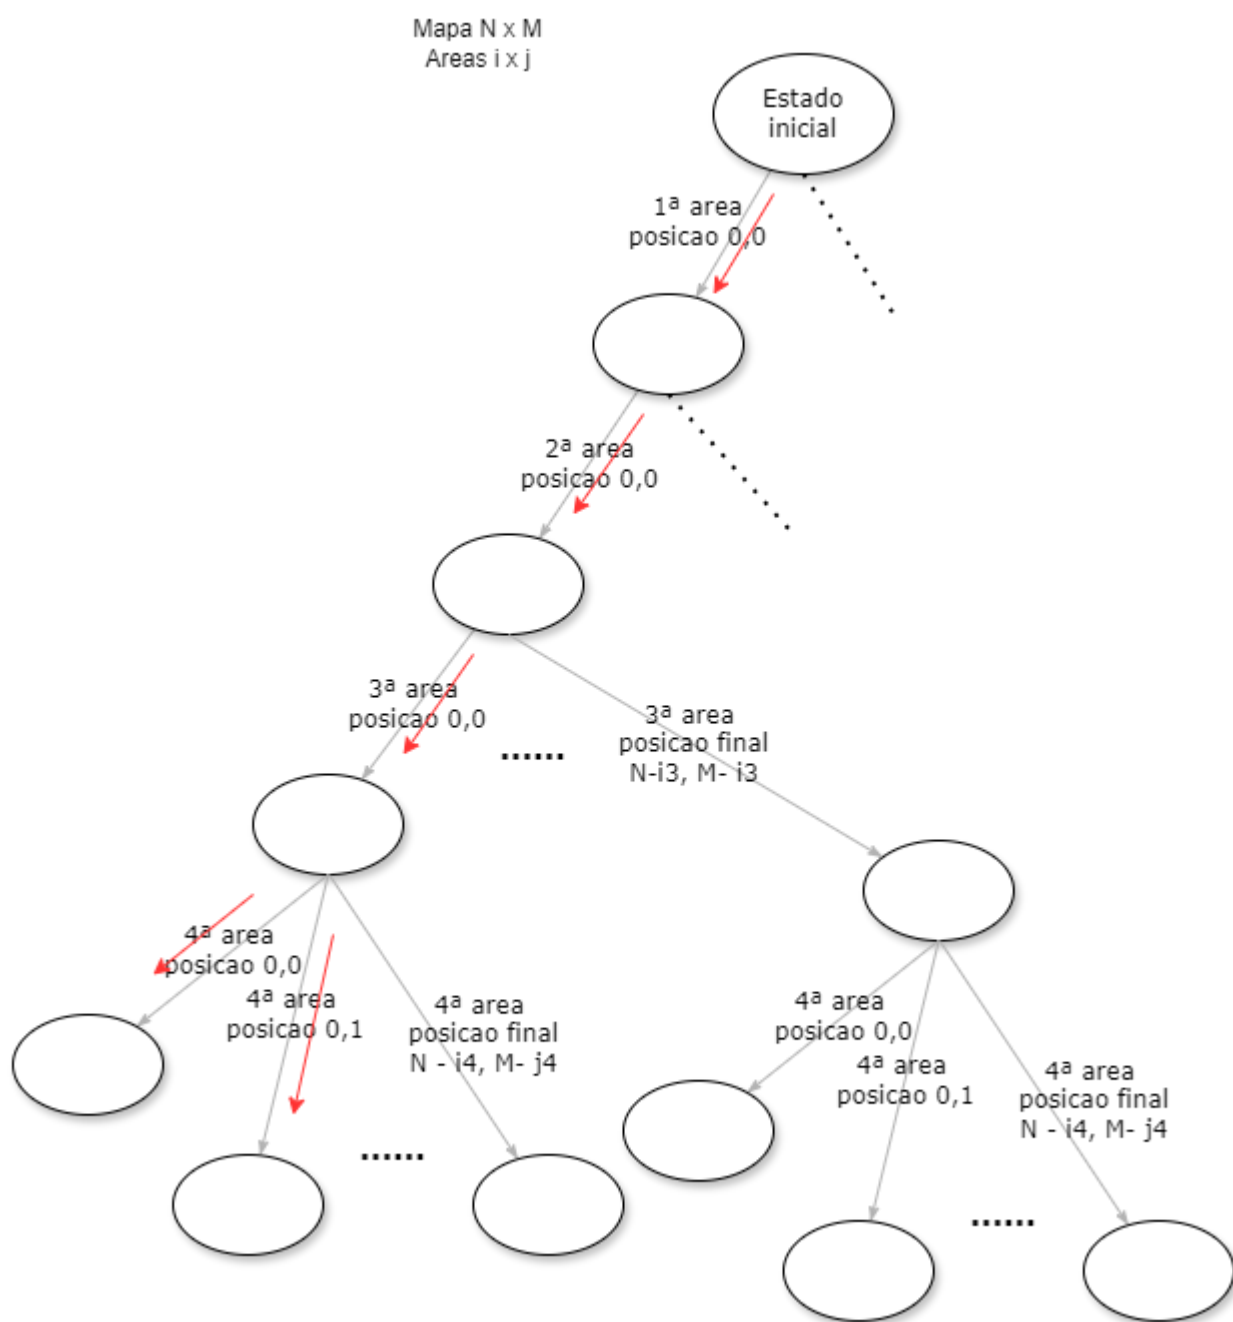 Mapa N x M
Areas i x j
Estado
inicial
1ª area
posicao 0,0
2ª area
posicao 0,0
3ª area
posicao 0,0
3ª area
posicao final
N-i3, M- i3
4ª area
posicao 0,0
4ª area
posicao 0,1
4ª area
posicao final
N - i4, M- j4
4ª area
posicao 0,0
4ª area
posicao 0,1
4ª area
posicao final
N - i4, M- j4